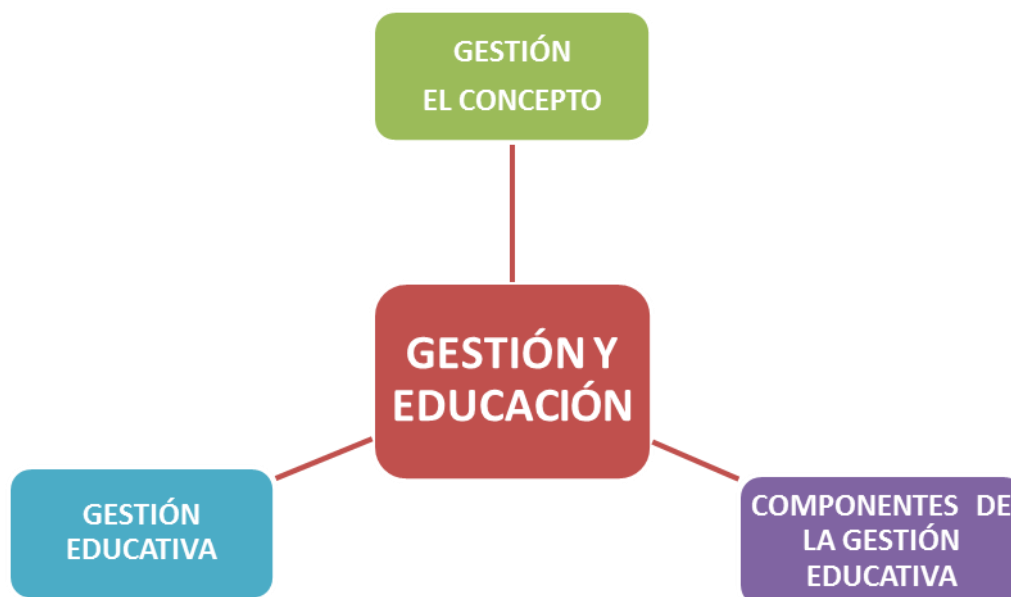 GESTIÓN
EL CONCEPTO
GESTIÓN Y
EDUCACIÓN
GESTIÓN
EDUCATIVA
COMPONENTES DE
LA GESTIÓN
EDUCATIVA